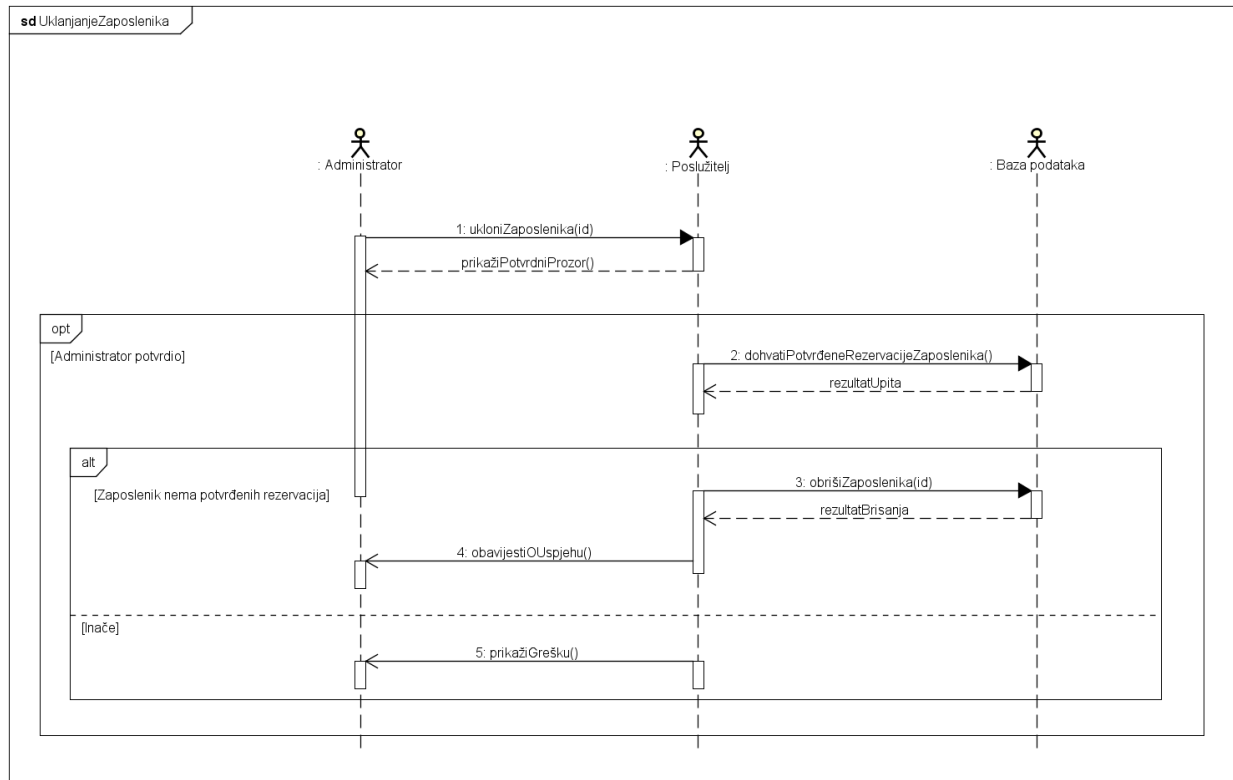 sd UklanjanjeZaposlenika
: Administrator
: Poslužitelj
: Baza podataka
1: ukloniZaposlenika(id)
prikažiPotvrdniProzor()
opt
[Administrator potvrdio]
2: dohvatiPotvrđeneRezervacijeZaposlenika()
rezultatUpita
alt
[Zaposlenik nema potvrđenih rezervacija]
3: obrišiZaposlenika(id)
rezultatBrisanja
4: obavijestiOUspjehu()
[Inače]
5: prikažiGrešku()